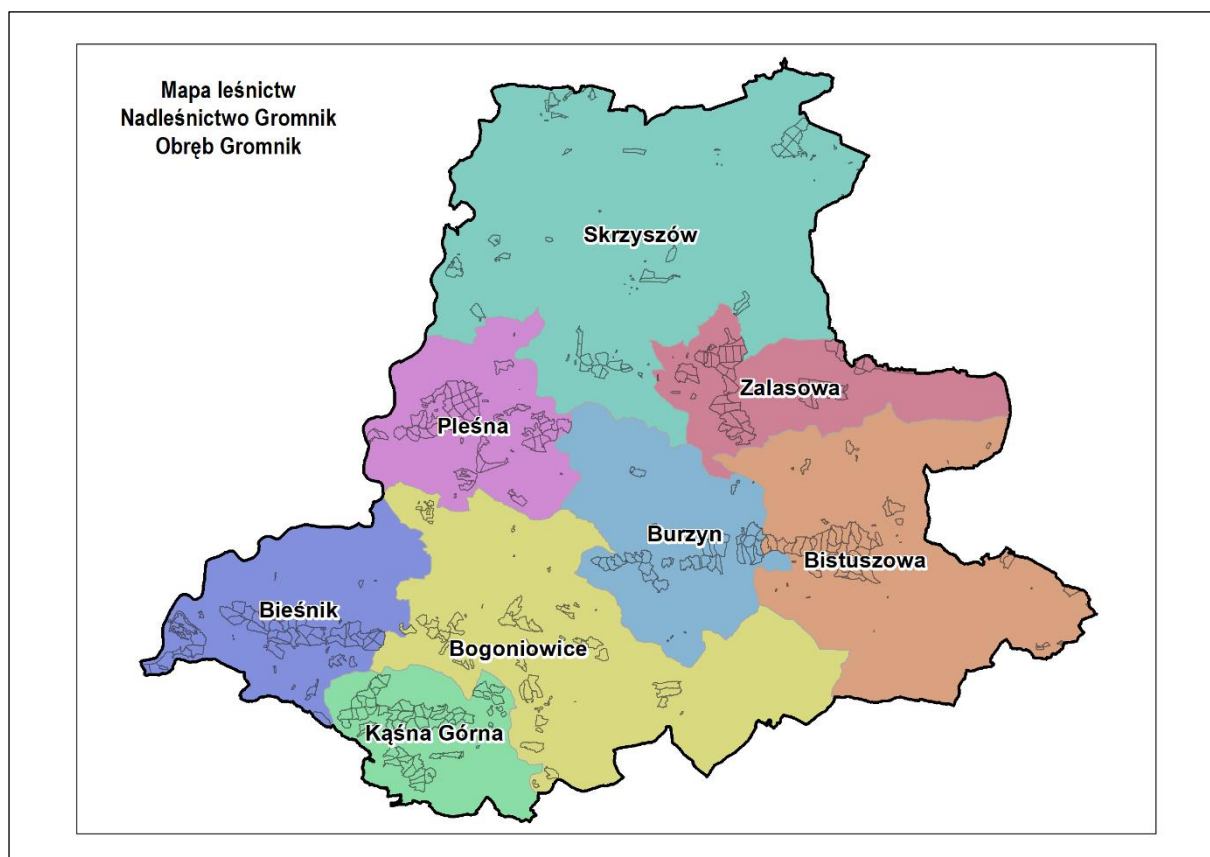 Mapa leśnictw
Nadleśnictwo Gromnik
Obręb Gromnik
Skrzyszów
Zalasowa
Pleśna
Burzyn
Bistuszowa
Bieśnik
Bogoniowice
Kąśna Górna